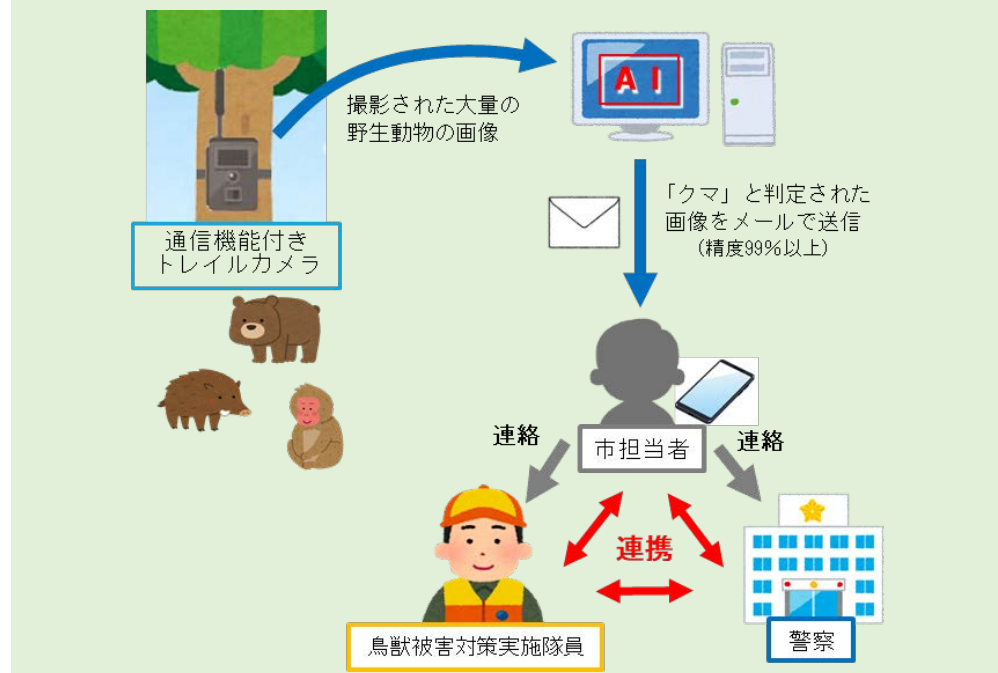 撮影された大量の
野生動物の画像
AI
通信機能付き
トレイルカメラ
「クマ」と判定された
画像をメールで送信
(精度99%以上)
連絡
市担当者
連絡
連携
鳥獣被害対策実施隊員
警察